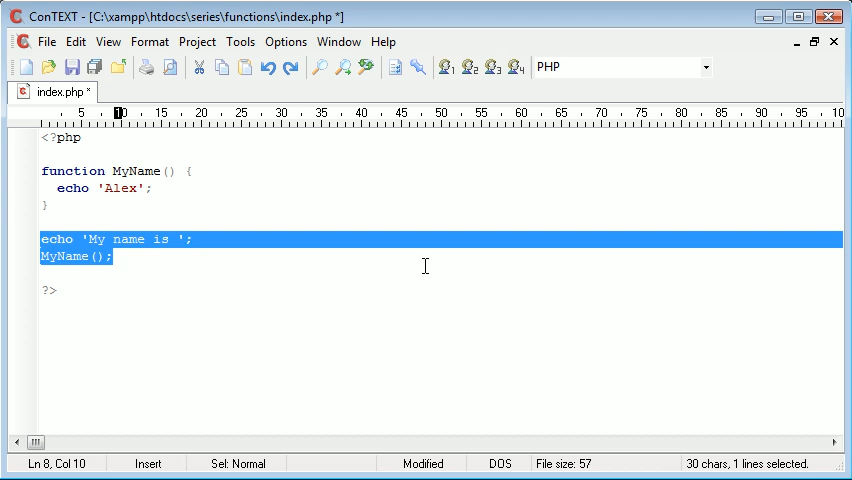 ConTEXT - [C:\xampp\htdocs\series\functions\index.php *]
File Edit View Format Project Tools Options Window Help
PHP
index.php *
5 10 15 20 25 30 35 40 45 50 55 60 65 70 75 80 85 90 95 10
<?php
function MyName() {
echo 'Alex';
}
echo 'My name is ';
MyName();
?>
Ln 8, Col 10 Insert Sel: Normal Modified DOS File size: 57 30 chars, 1 lines selected.